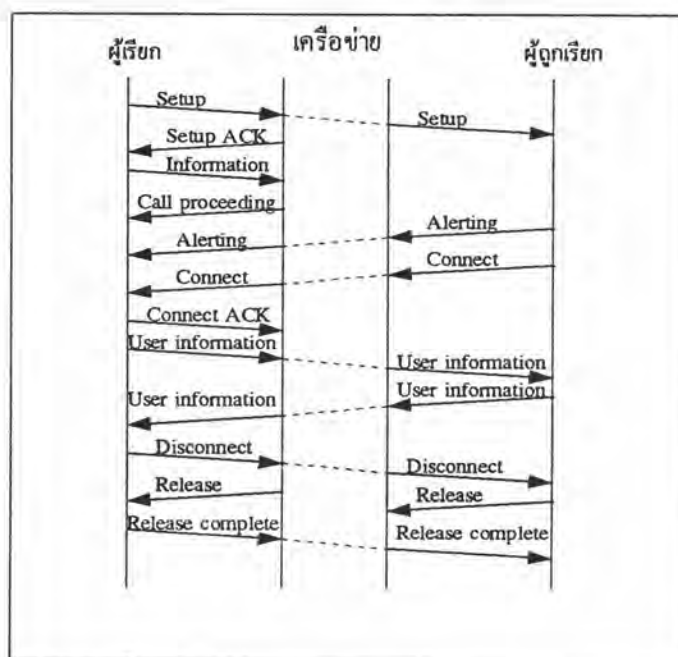 ผู้เรียก
เครือข่าย
ผู้ถูกเรียก
Setup
Setup
Setup ACK
Information
Call proceeding
Alerting
Alerting
Connect
Connect
Connect ACK
User information
User information
User information
User information
Disconnect
Disconnect
Release
Release
Release complete
Release complete